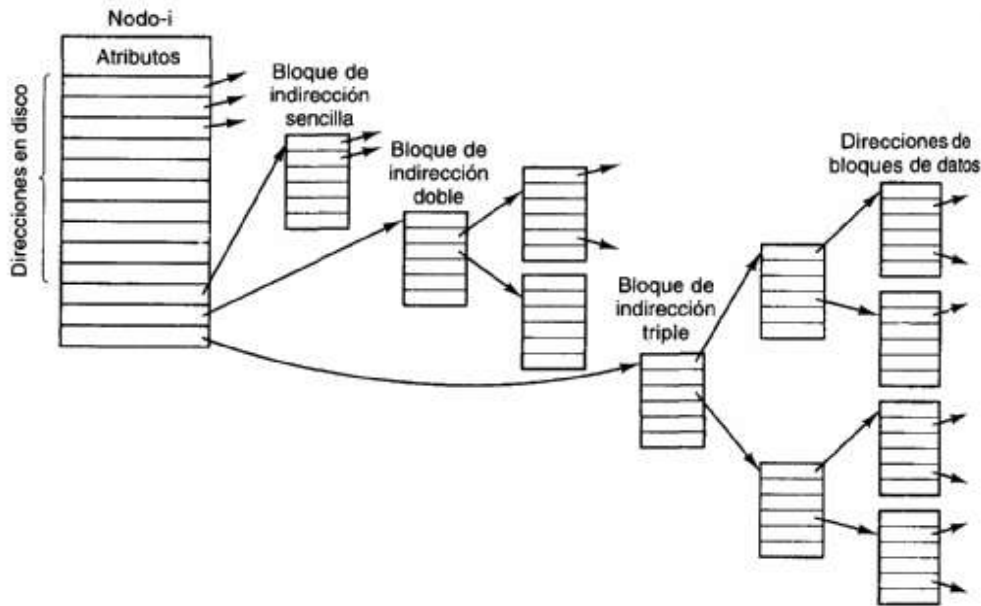 Nodo-i
Atributos
Direcciones en disco
Bloque de
indirección
sencilla
Bloque de
indirección
doble
Bloque de
indirección
triple
Direcciones de
bloques de datos